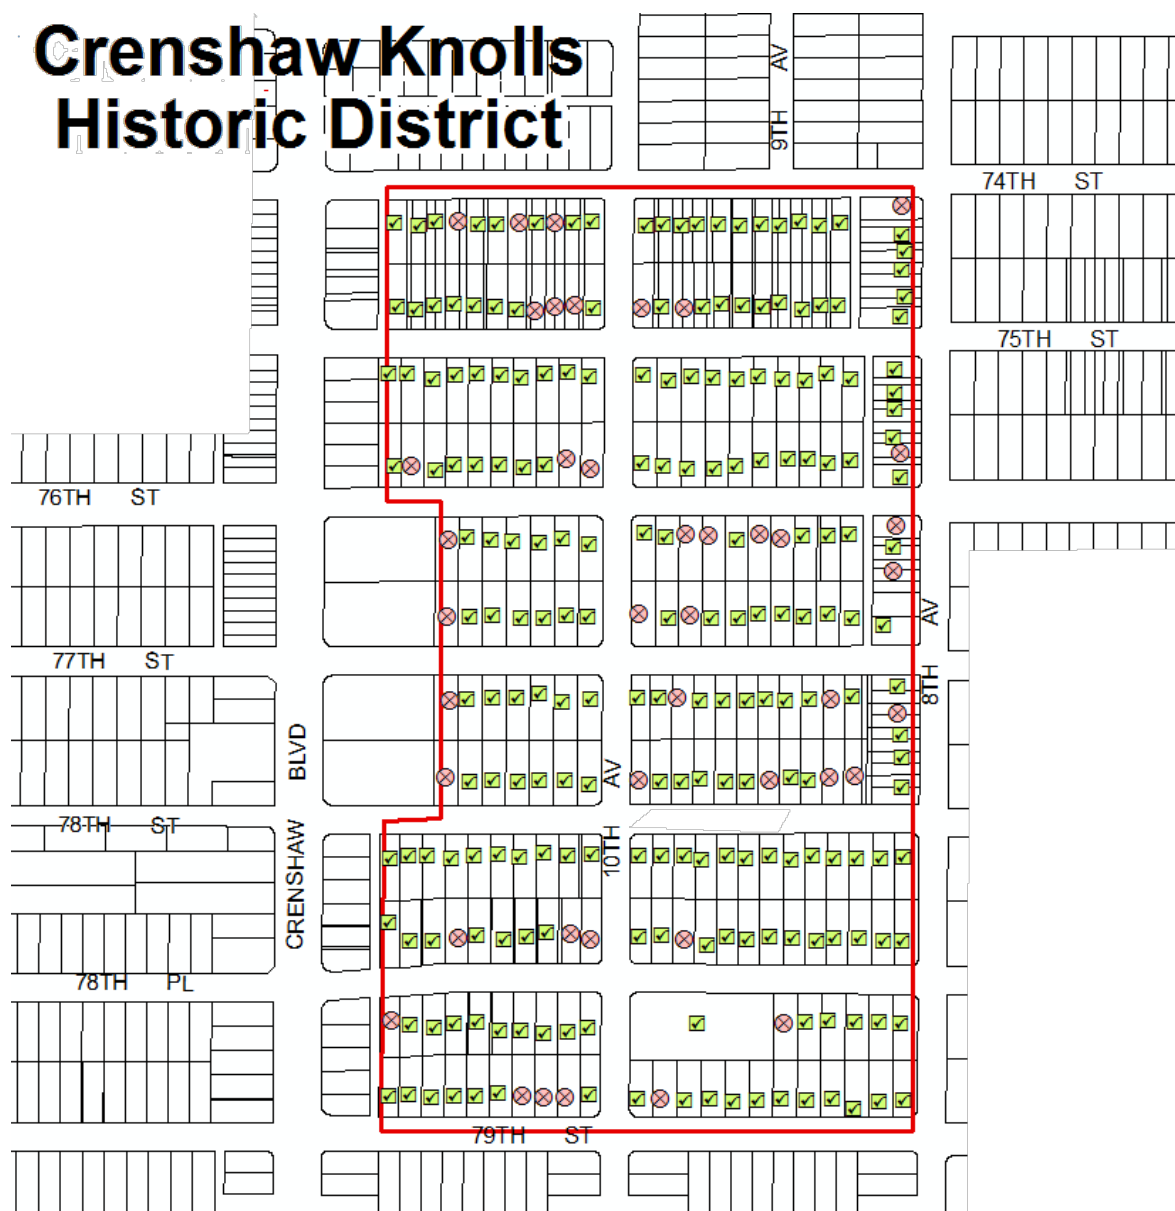 Crenshaw Knolls
Historic District
9TH AV
74TH ST
75TH ST
76TH ST
77TH ST
8TH AV
BLVD
CRENSHAW
10TH AV
78TH ST
78TH PL
79TH ST